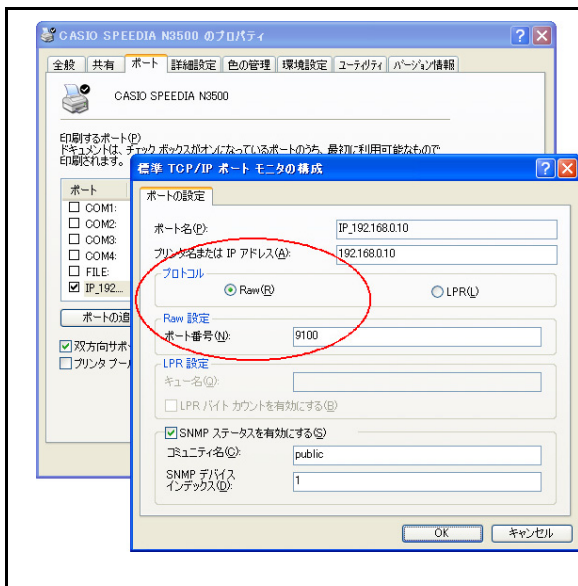 CASIO SPEEDIA N3500 のプロパティ
全般 共有 ポート 詳細設定 色の管理 環境設定 ユーティリティ バージョン情報
CASIO SPEEDIA N3500
印刷するポート(P)
ドキュメントは、チェック ボックスがオンになっているポートのうち、最初に利用可能なもので
印刷されます。
ポート
COM1:
COM2:
COM3:
COM4:
FILE:
IP_192...
ポートの追
双方向サポ
プリンタ プー
標準 TCP/IP ポート モニタの構成
ポートの設定
ポート名(P): IP_192.168.0.10
プリンタ名または IP アドレス(A): 192.168.0.10
プロトコル
Raw(R) LPR(L)
Raw 設定
ポート番号(N): 9100
LPR 設定
キュー名(Q):
LPR バイト カウントを有効にする(B)
SNMP ステータスを有効にする(S)
コミュニティ名(C): public
SNMP デバイス
インデックス(D): 1
OK キャンセル